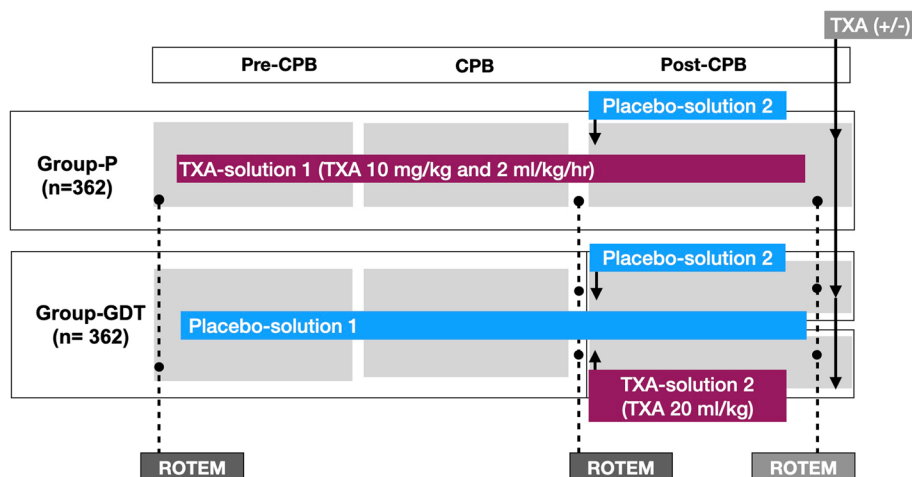 TXA (+/-)
Pre-CPB
CPB
Post-CPB
Placebo-solution 2
Group-P
(n=362)
TXA-solution 1 (TXA 10 mg/kg and 2 ml/kg/hr)
Placebo-solution 2
Group-GDT
(n= 362)
Placebo-solution 1
TXA-solution 2
(TXA 20 ml/kg)
ROTEM
ROTEM
ROTEM